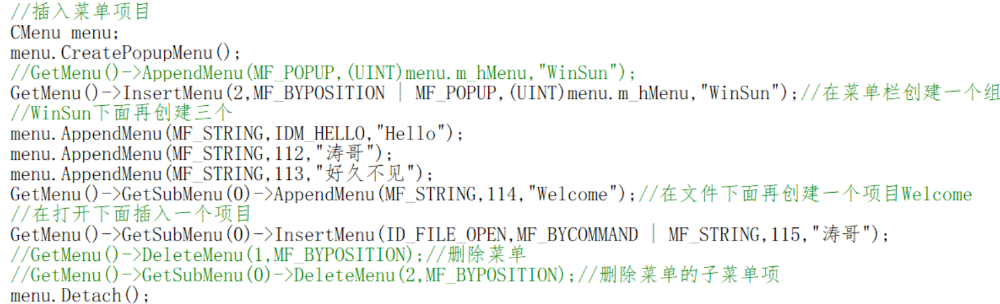 //插入菜单项目
CMenu menu;
menu.CreatePopupMenu();
//GetMenu()->AppendMenu(MF_POPUP,(UINT)menu.m_hMenu,"WinSun");
GetMenu()->InsertMenu(2,MF_BYPOSITION | MF_POPUP,(UINT)menu.m_hMenu,"WinSun");//在菜单栏创建一个组
//WinSun下面再创建三个
menu.AppendMenu(MF_STRING,IDM_HELLO,"Hello");
menu.AppendMenu(MF_STRING,112,"涛哥");
menu.AppendMenu(MF_STRING,113,"好久不见");
GetMenu()->GetSubMenu(0)->AppendMenu(MF_STRING,114,"Welcome");//在文件下面再创建一个项目Welcome
//在打开下面插入一个项目
GetMenu()->GetSubMenu(0)->InsertMenu(ID_FILE_OPEN,MF_BYCOMMAND | MF_STRING,115,"涛哥");
//GetMenu()->DeleteMenu(1,MF_BYPOSITION);//删除菜单
//GetMenu()->GetSubMenu(0)->DeleteMenu(2,MF_BYPOSITION);//删除菜单的子菜单项
menu.Detach();